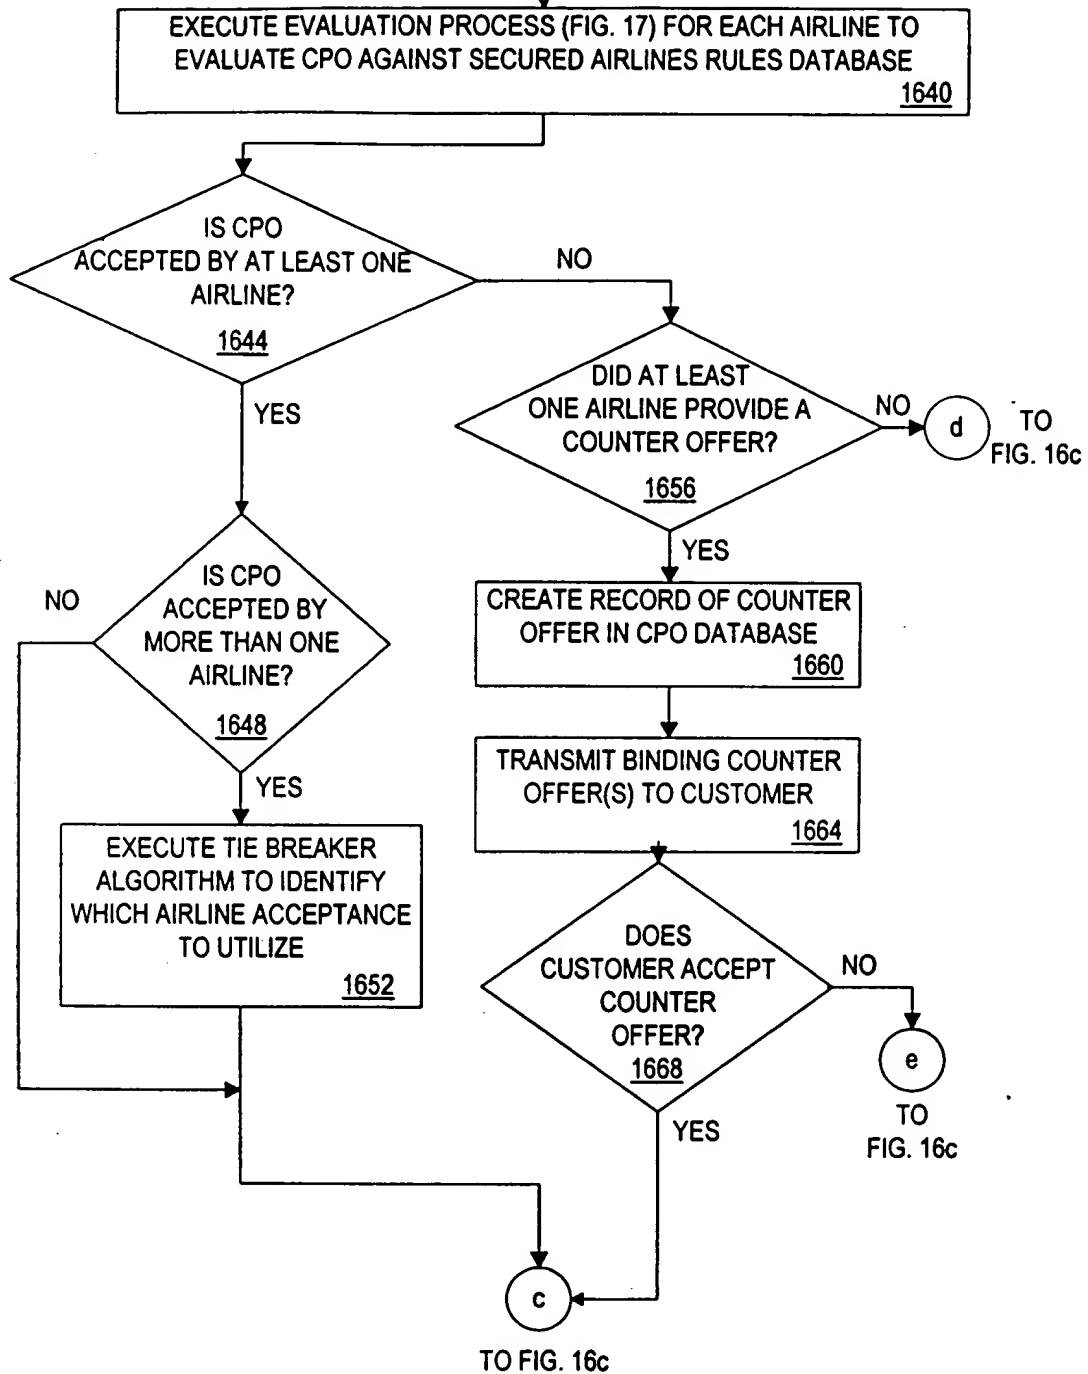 EXECUTE EVALUATION PROCESS (FIG. 17) FOR EACH AIRLINE TO
EVALUATE CPO AGAINST SECURED AIRLINES RULES DATABASE
1640
IS CPO
ACCEPTED BY AT LEAST ONE
AIRLINE?
1644
NO
YES
DID AT LEAST
ONE AIRLINE PROVIDE A
COUNTER OFFER?
1656
NO
d
TO
FIG. 16c
YES
IS CPO
ACCEPTED BY
MORE THAN ONE
AIRLINE?
1648
NO
YES
EXECUTE TIE BREAKER
ALGORITHM TO IDENTIFY
WHICH AIRLINE ACCEPTANCE
TO UTILIZE
1652
CREATE RECORD OF COUNTER
OFFER IN CPO DATABASE
1660
TRANSMIT BINDING COUNTER
OFFER(S) TO CUSTOMER
1664
DOES
CUSTOMER ACCEPT
COUNTER
OFFER?
1668
NO
e
TO
FIG. 16c
YES
c
TO FIG. 16c